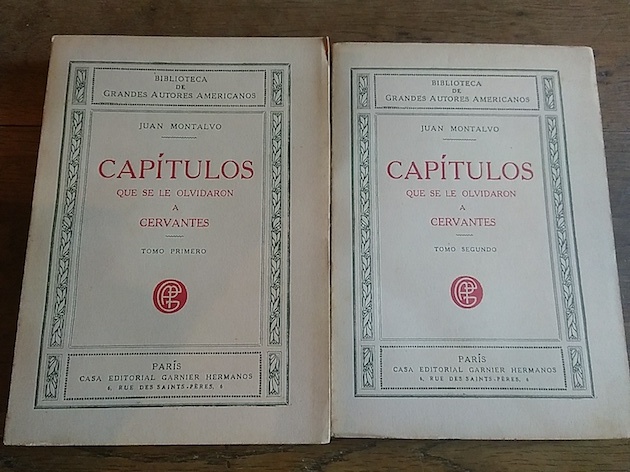 BIBLIOTECA
DE
GRANDES AUTORES AMERICANOS
JUAN MONTALVO
CAPÍTULOS
QUE SE LE OLVIDARON
A
CERVANTES
TOMO PRIMERO
PARÍS
CASA EDITORIAL GARNIER HERMANOS
6, RUE DES SAINTS-PÈRES, 6
BIBLIOTECA
DE
GRANDES AUTORES AMERICANOS
JUAN MONTALVO
CAPÍTULOS
QUE SE LE OLVIDARON
A
CERVANTES
TOMO SEGUNDO
PARÍS
CASA EDITORIAL GARNIER HERMANOS
6, RUE DES SAINTS-PÈRES, 6